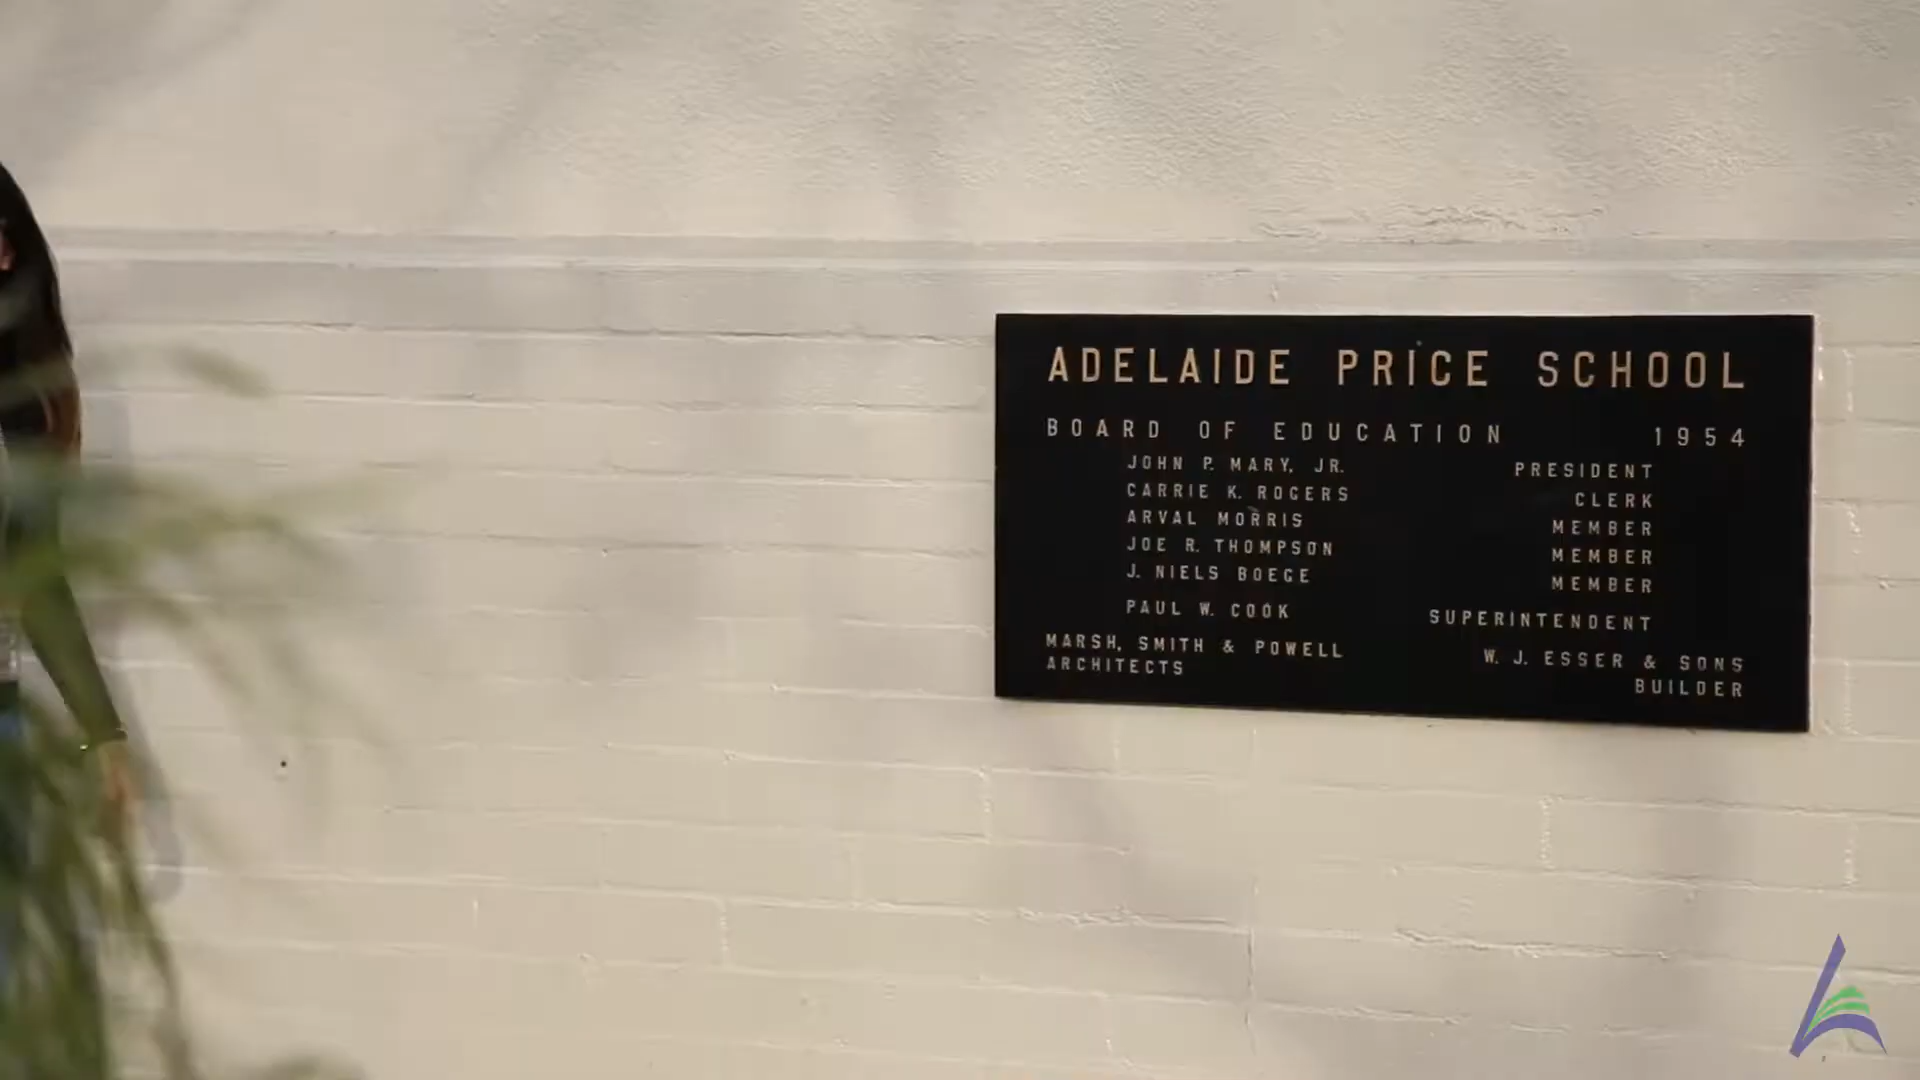 ADELAIDE PRICE SCHOOL
BOARD OF EDUCATION 1954
JOHN P. MARY, JR. PRESIDENT
CARRIE K. ROGERS CLERK
ARVAL MORRIS MEMBER
JOE R. THOMPSON MEMBER
J. NIELS BOEGE MEMBER
PAUL W. COOK SUPERINTENDENT
MARSH, SMITH & POWELL
ARCHITECTS
W. J. ESSER & SONS
BUILDER